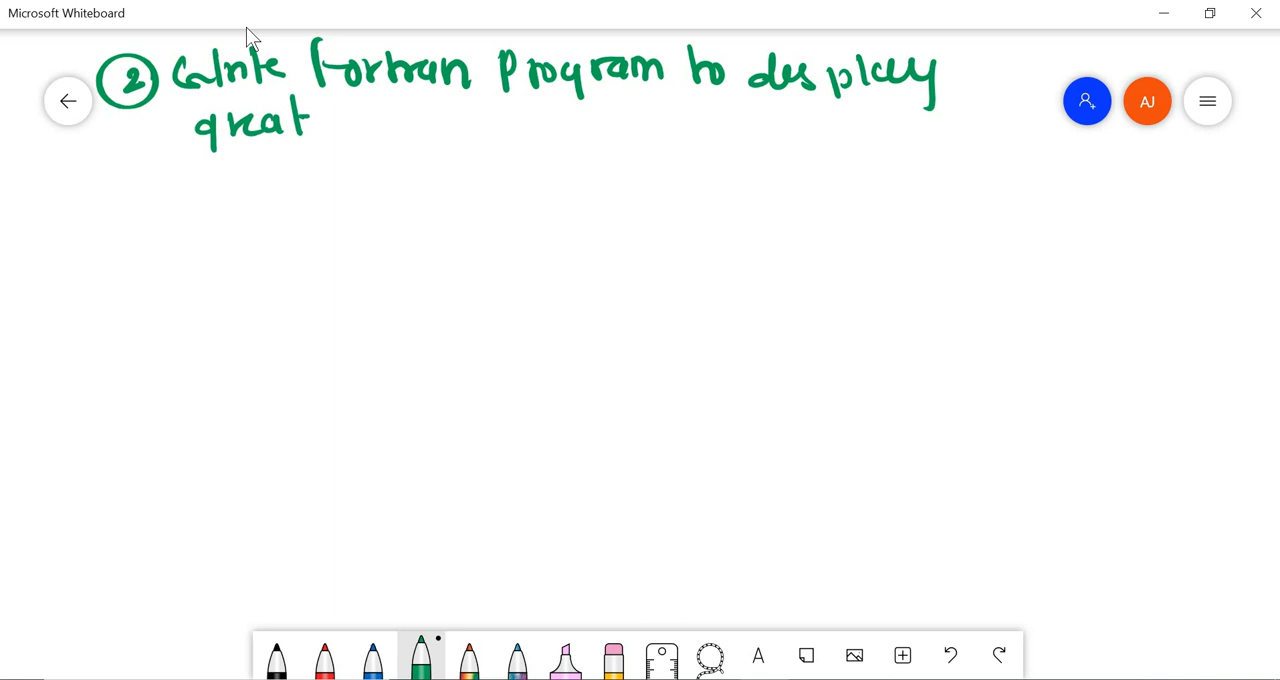 Microsoft Whiteboard
② Write Fortran Program to display
great
AJ
A